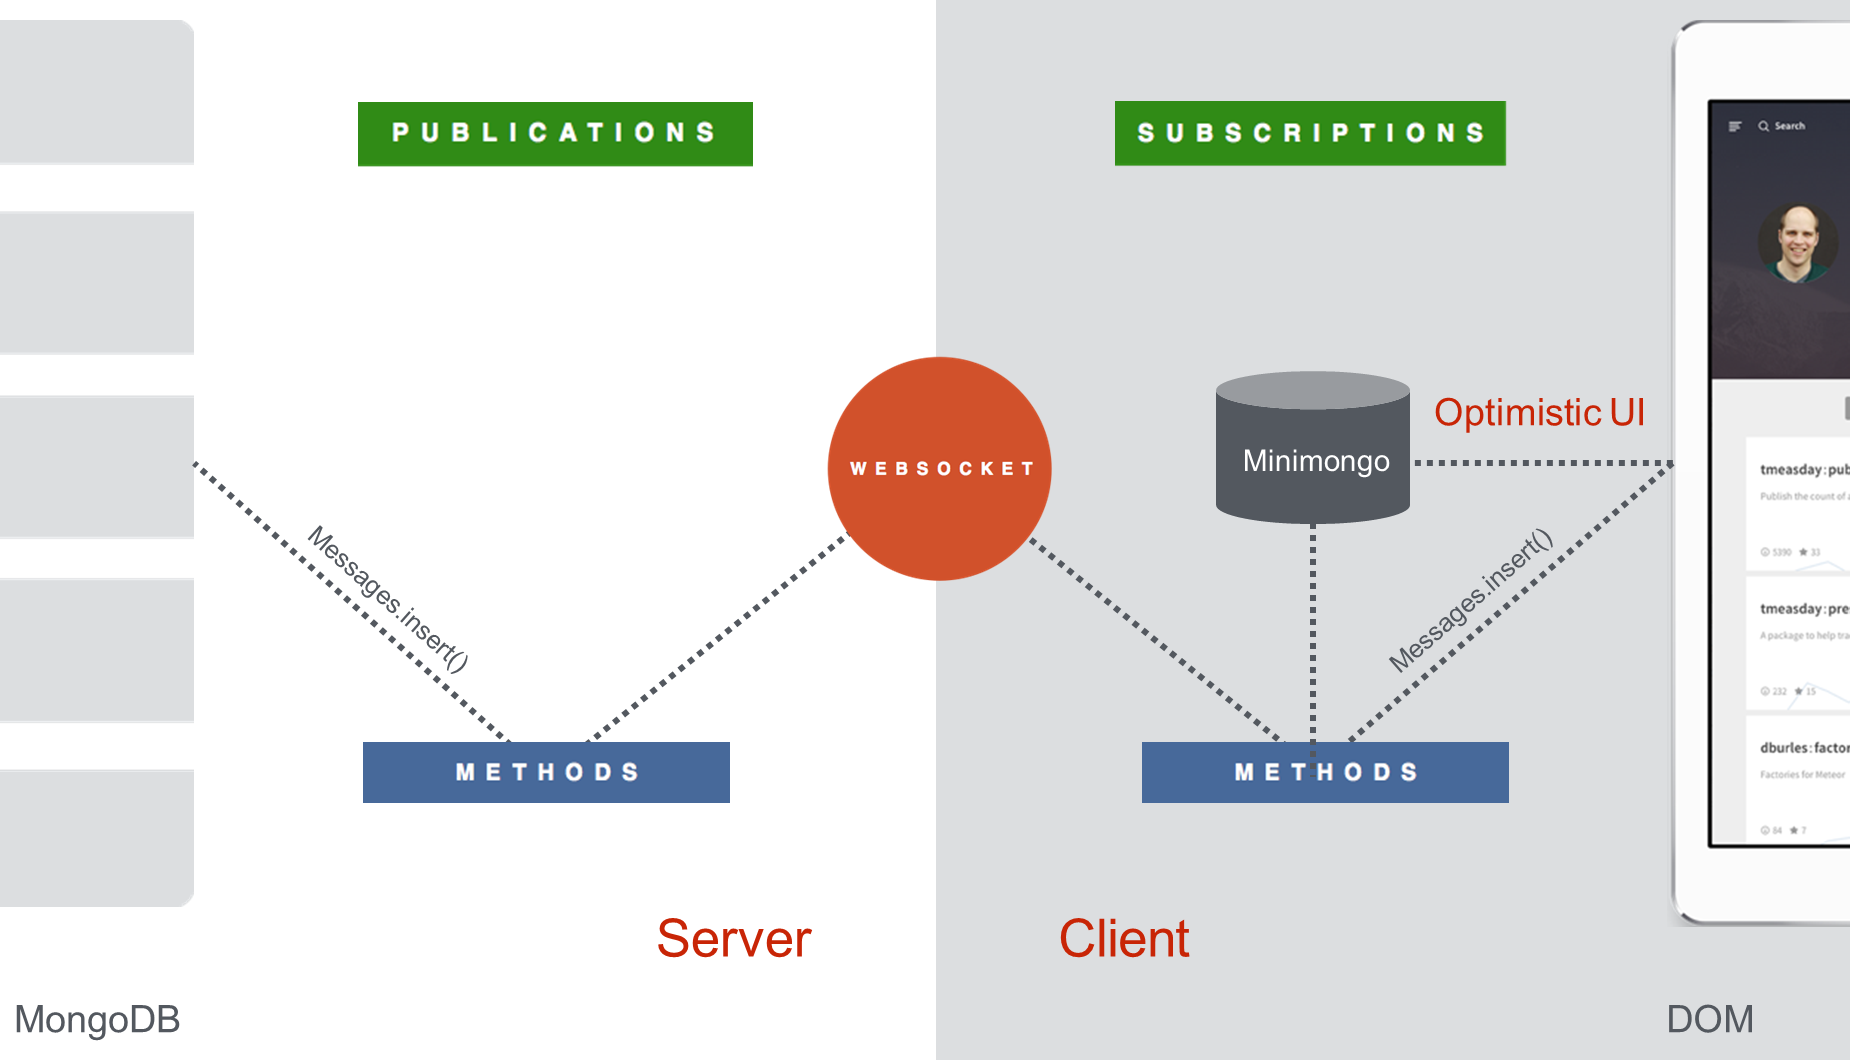 PUBLICATIONS
SUBSCRIPTIONS
Search
WEBSOCKET
Minimongo
Optimistic UI
Messages.insert()
Messages.insert()
METHODS
METHODS
tmeasday:pub
Publish the count of a
5390 33
tmeasday:pre
A package to help tra
232 15
dburles:factor
Factories for Meteor
84 7
Server
Client
MongoDB
DOM